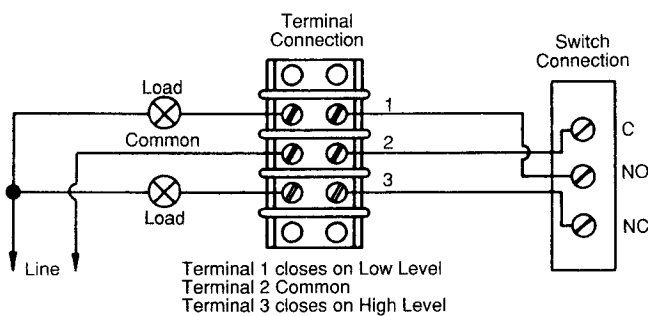 Terminal
Connection
Switch
Connection
Load
1
C
Common
2
NO
3
Load
NC
Line
Terminal 1 closes on Low Level
Terminal 2 Common
Terminal 3 closes on High Level